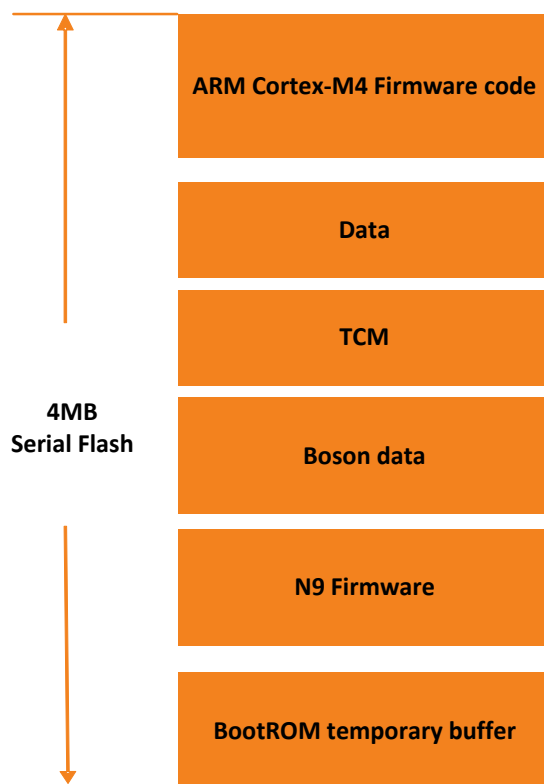 ARM Cortex-M4 Firmware code
Data
TCM
4MB
Serial Flash
Boson data
N9 Firmware
BootROM temporary buffer